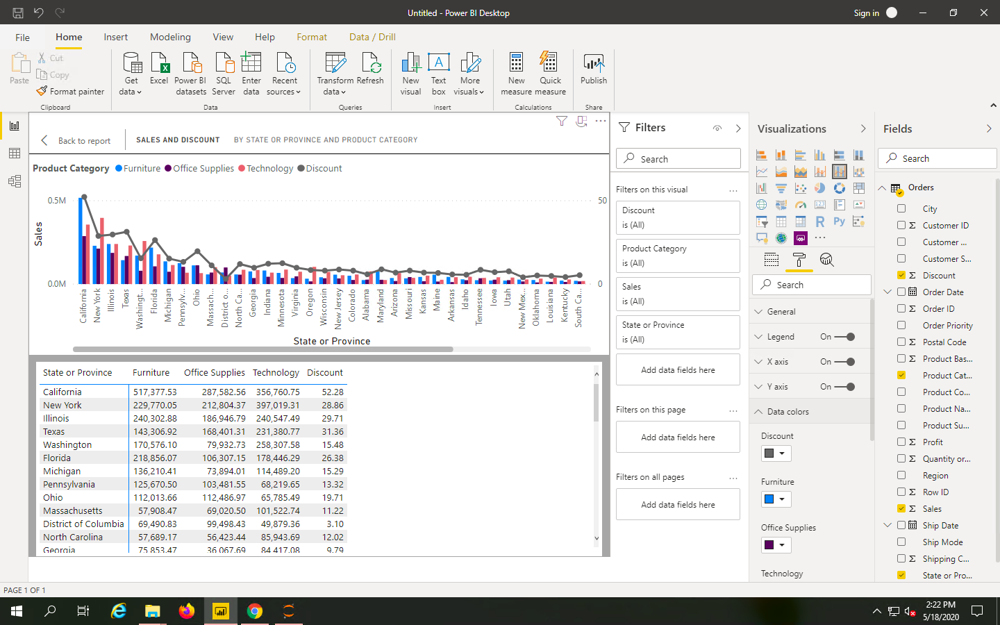 Untitled - Power BI Desktop
Sign in
File Home Insert Modeling View Help Format Data / Drill
Paste
Cut
Copy
Format painter
Clipboard
Get data
Excel
Power BI datasets
SQL Server
Enter data
Recent sources
Data
Transform data
Refresh
Queries
New visual
Text box
More visuals
Insert
New measure
Quick measure
Calculations
Publish
Share
Back to report
SALES AND DISCOUNT
BY STATE OR PROVINCE AND PRODUCT CATEGORY
Product Category Furniture Office Supplies Technology Discount
0.5M
50
Sales
0.0M
0
California
New York
Illinois
Texas
Washingt...
Florida
Michigan
Pennsylv...
Ohio
Massach...
District o...
North Ca...
Georgia
Indiana
Minnesota
Virginia
Oregon
Wisconsin
New Jersey
Colorado
Alabama
Maryland
Arizona
Missouri
Kansas
Maine
Arkansas
Idaho
Tennessee
Iowa
Utah
New Mex...
Oklahoma
Louisiana
Kentucky
South Ca...
State or Province
State or Province Furniture Office Supplies Technology Discount
California 517,377.53 287,582.56 356,760.75 52.28
New York 229,770.05 212,804.37 397,019.31 28.86
Illinois 240,302.88 186,946.79 240,547.49 29.71
Texas 143,306.92 168,401.31 231,380.77 31.36
Washington 170,576.10 79,932.73 258,307.58 15.48
Florida 218,856.07 106,307.15 178,446.29 26.38
Michigan 136,210.41 73,894.01 114,489.20 15.29
Pennsylvania 125,670.50 103,481.55 68,219.65 13.32
Ohio 112,013.66 112,486.97 65,785.49 19.71
Massachusetts 57,908.47 69,020.50 101,522.74 11.22
District of Columbia 69,490.83 99,498.43 49,879.36 3.10
North Carolina 57,689.17 56,423.44 85,943.69 12.02
Georgia 75,853.47 36,067.69 84,417.08 9.79
Filters
Search
Filters on this visual ...
Discount
is (All)
Product Category
is (All)
Sales
is (All)
State or Province
is (All)
Add data fields here
Filters on this page ...
Add data fields here
Filters on all pages ...
Add data fields here
Visualizations
R
Py
123
Search
General
Legend On
X axis On
Y axis On
Data colors
Discount
Furniture
Office Supplies
Technology
Fields
Search
Orders
City
Customer ID
Customer ...
Customer S...
Discount
Order Date
Order ID
Order Priority
Postal Code
Product Bas...
Product Cat...
Product Co...
Product Na...
Product Su...
Profit
Quantity or...
Region
Row ID
Sales
Ship Date
Ship Mode
Shipping C...
State or Pro...
PAGE 1 OF 1
2:22 PM
5/18/2020